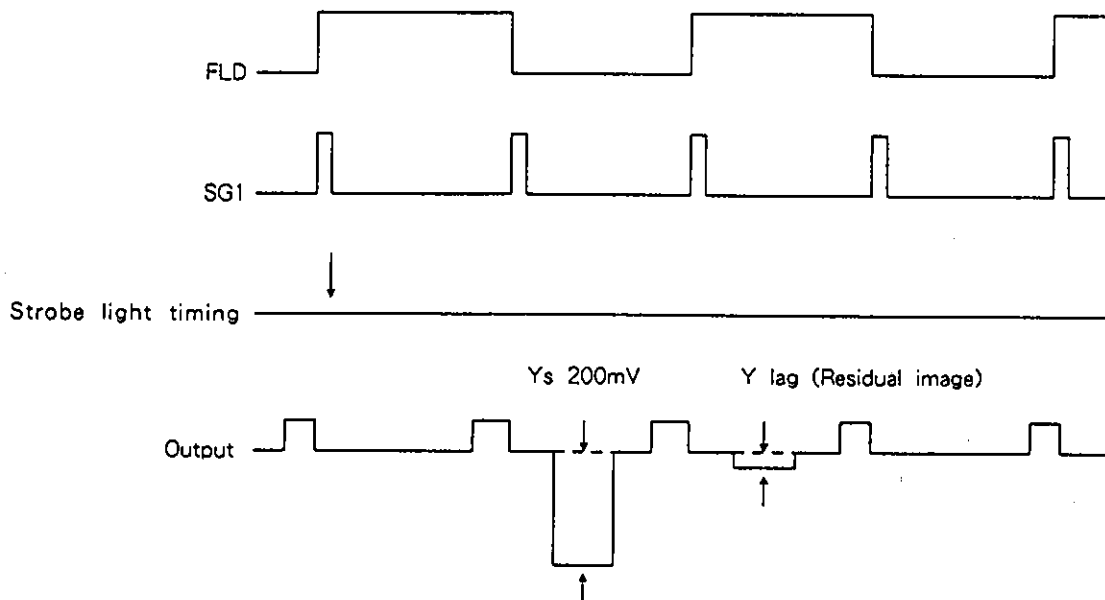 FLD
SG1
Strobe light timing
Ys 200mV
Y lag (Residual image)
Output